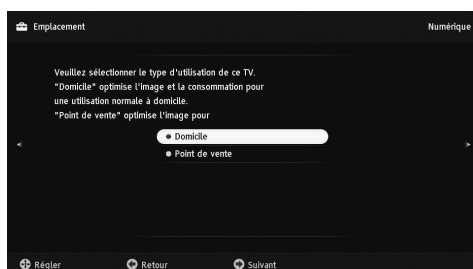 Emplacement
Numérique
Veuillez sélectionner le type d'utilisation de ce TV.
"Domicile" optimise l'image et la consommation pour
une utilisation normale à domicile.
"Point de vente" optimise l'image pour
Domicile
Point de vente
Régler
Retour
Suivant